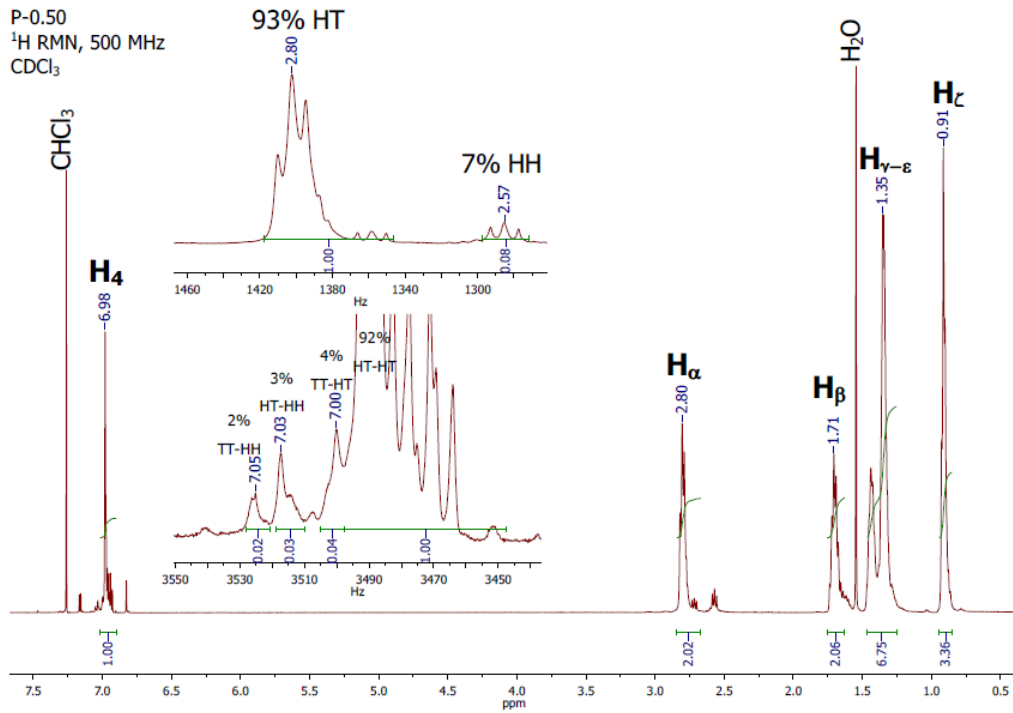 P-0.50
¹H RMN, 500 MHz
CDCl₃
93% HT
2.80
7% HH
2.57
1.00
0.08
1460 1420 1380 1340 1300
Hz
2%
TT-HH
7.05
3%
HT-HH
7.03
4%
TT-HT
7.00
92%
HT-HT
0.02
0.03
0.04
1.00
3550 3530 3510 3490 3470 3450
Hz
CHCl₃
H₄
6.98
Hα
2.80
Hβ
1.71
H₂O
Hγ-ε
1.35
Hζ
0.91
1.00
2.02
2.06
6.75
3.36
7.5 7.0 6.5 6.0 5.5 5.0 4.5 4.0 3.5 3.0 2.5 2.0 1.5 1.0 0.5
ppm